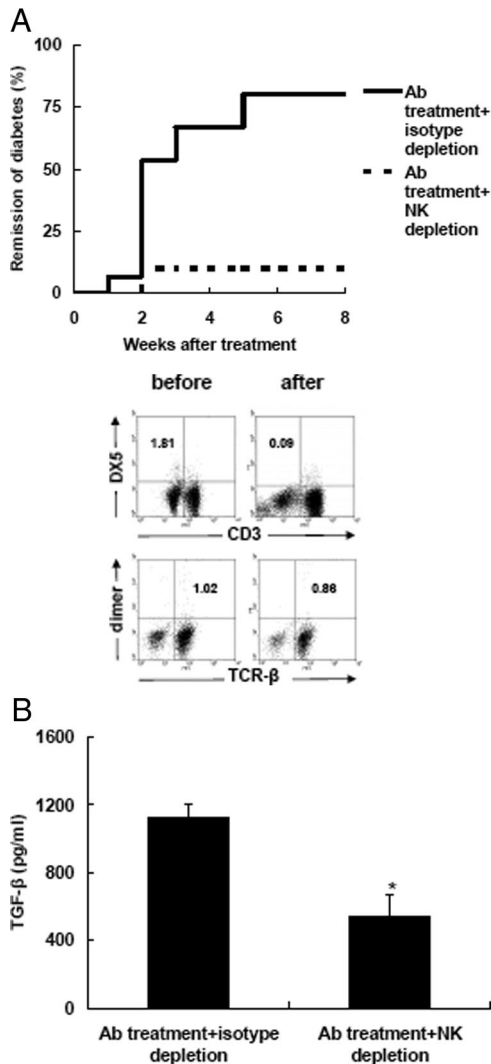 A
100
75
50
25
0
Remission of diabetes (%)
0 2 4 6 8
Weeks after treatment
Ab
treatment+
isotype
depletion
Ab
treatment+
NK
depletion
before after
1.81 0.09
DX5
CD3
1.02 0.86
dimer
TCR-β
B
1600
1200
800
400
0
TGF-β (pg/ml)
*
Ab treatment+isotype
depletion
Ab treatment+NK
depletion